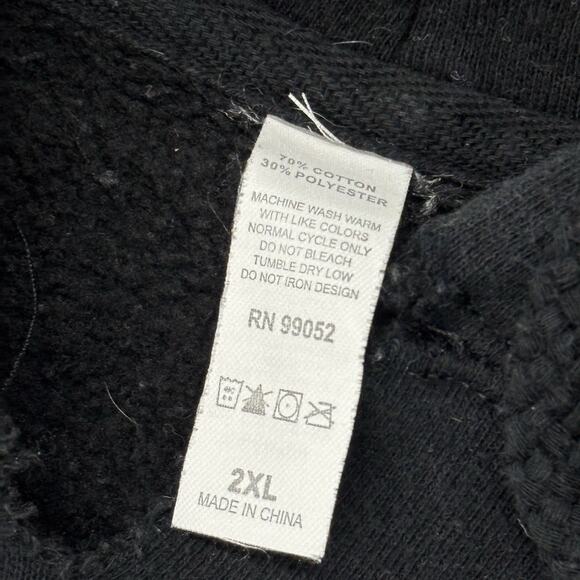 70% COTTON
30% POLYESTER
MACHINE WASH WARM
WITH LIKE COLORS
NORMAL CYCLE ONLY
DO NOT BLEACH
TUMBLE DRY LOW
DO NOT IRON DESIGN
RN 99052
2XL
MADE IN CHINA